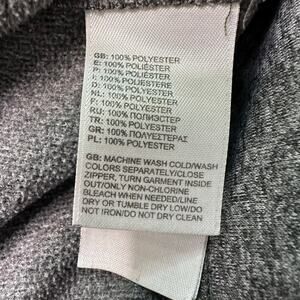 GB: 100% POLYESTER
E: 100% POLIÉSTER
P: 100% POLIÉSTER
I: 100% POLIESTERE
D: 100% POLYESTER
NL: 100% POLYESTER
F: 100% POLYESTER
RU: 100% ПОЛИЭСТЕР
TR: 100% POLYESTER
GR: 100% ΠΟΛΥΕΣΤΕΡΑΣ
PL: 100% POLYESTER
GB: MACHINE WASH COLD/WASH
COLORS SEPARATELY/CLOSE
ZIPPER, TURN GARMENT INSIDE
OUT/ONLY NON-CHLORINE
BLEACH WHEN NEEDED/LINE
DRY OR TUMBLE DRY LOW/DO
NOT IRON/DO NOT DRY CLEAN